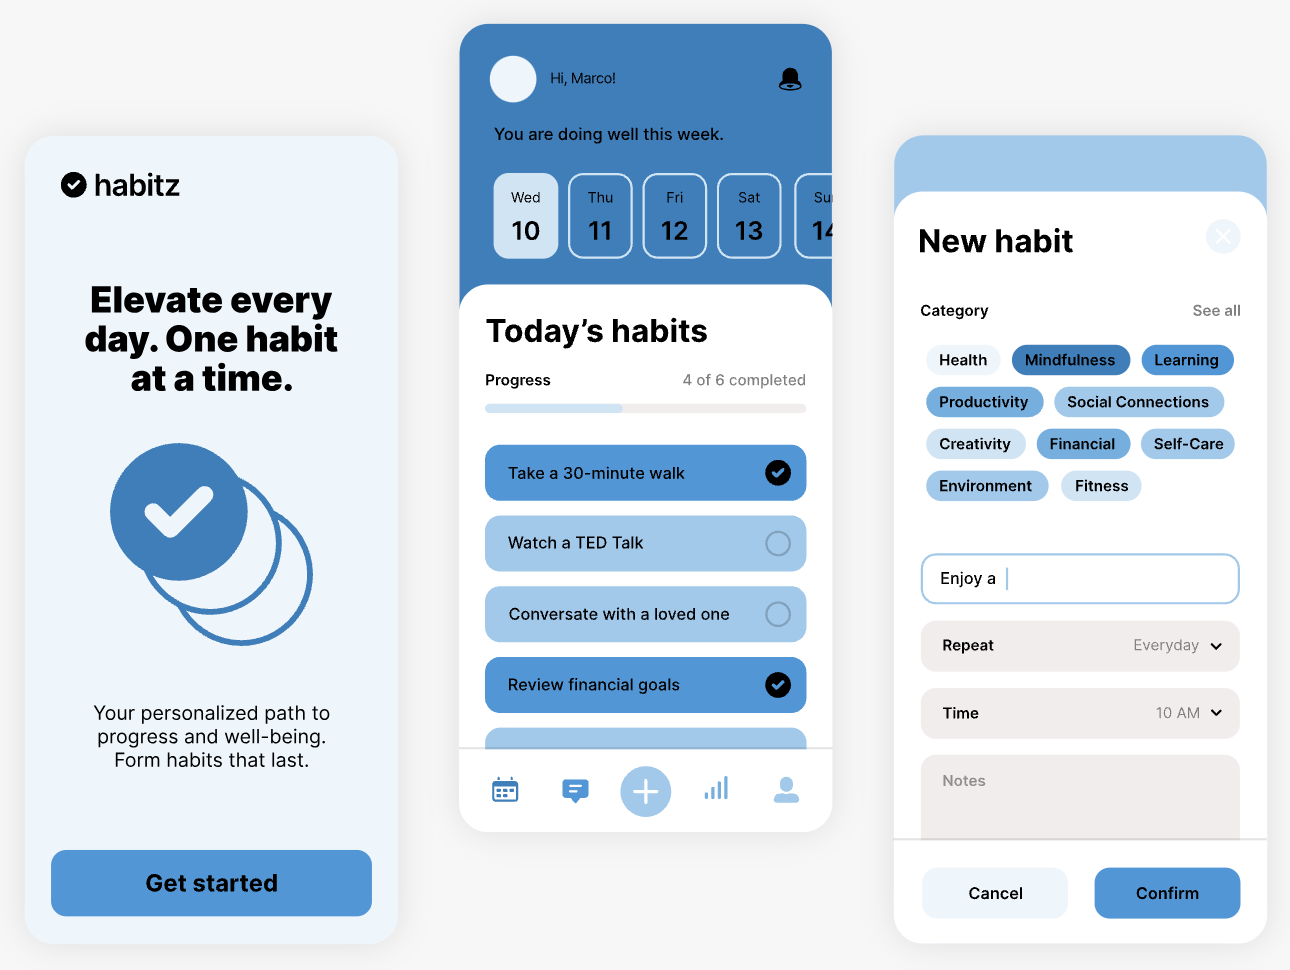 habitz
Elevate every
day. One habit
at a time.
Your personalized path to
progress and well-being.
Form habits that last.
Get started
Hi, Marco!
You are doing well this week.
Wed Thu Fri Sat Sun
10 11 12 13 14
Today's habits
Progress 4 of 6 completed
Take a 30-minute walk
Watch a TED Talk
Conversate with a loved one
Review financial goals
New habit
Category See all
Health Mindfulness Learning
Productivity Social Connections
Creativity Financial Self-Care
Environment Fitness
Enjoy a
Repeat Everyday
Time 10 AM
Notes
Cancel Confirm